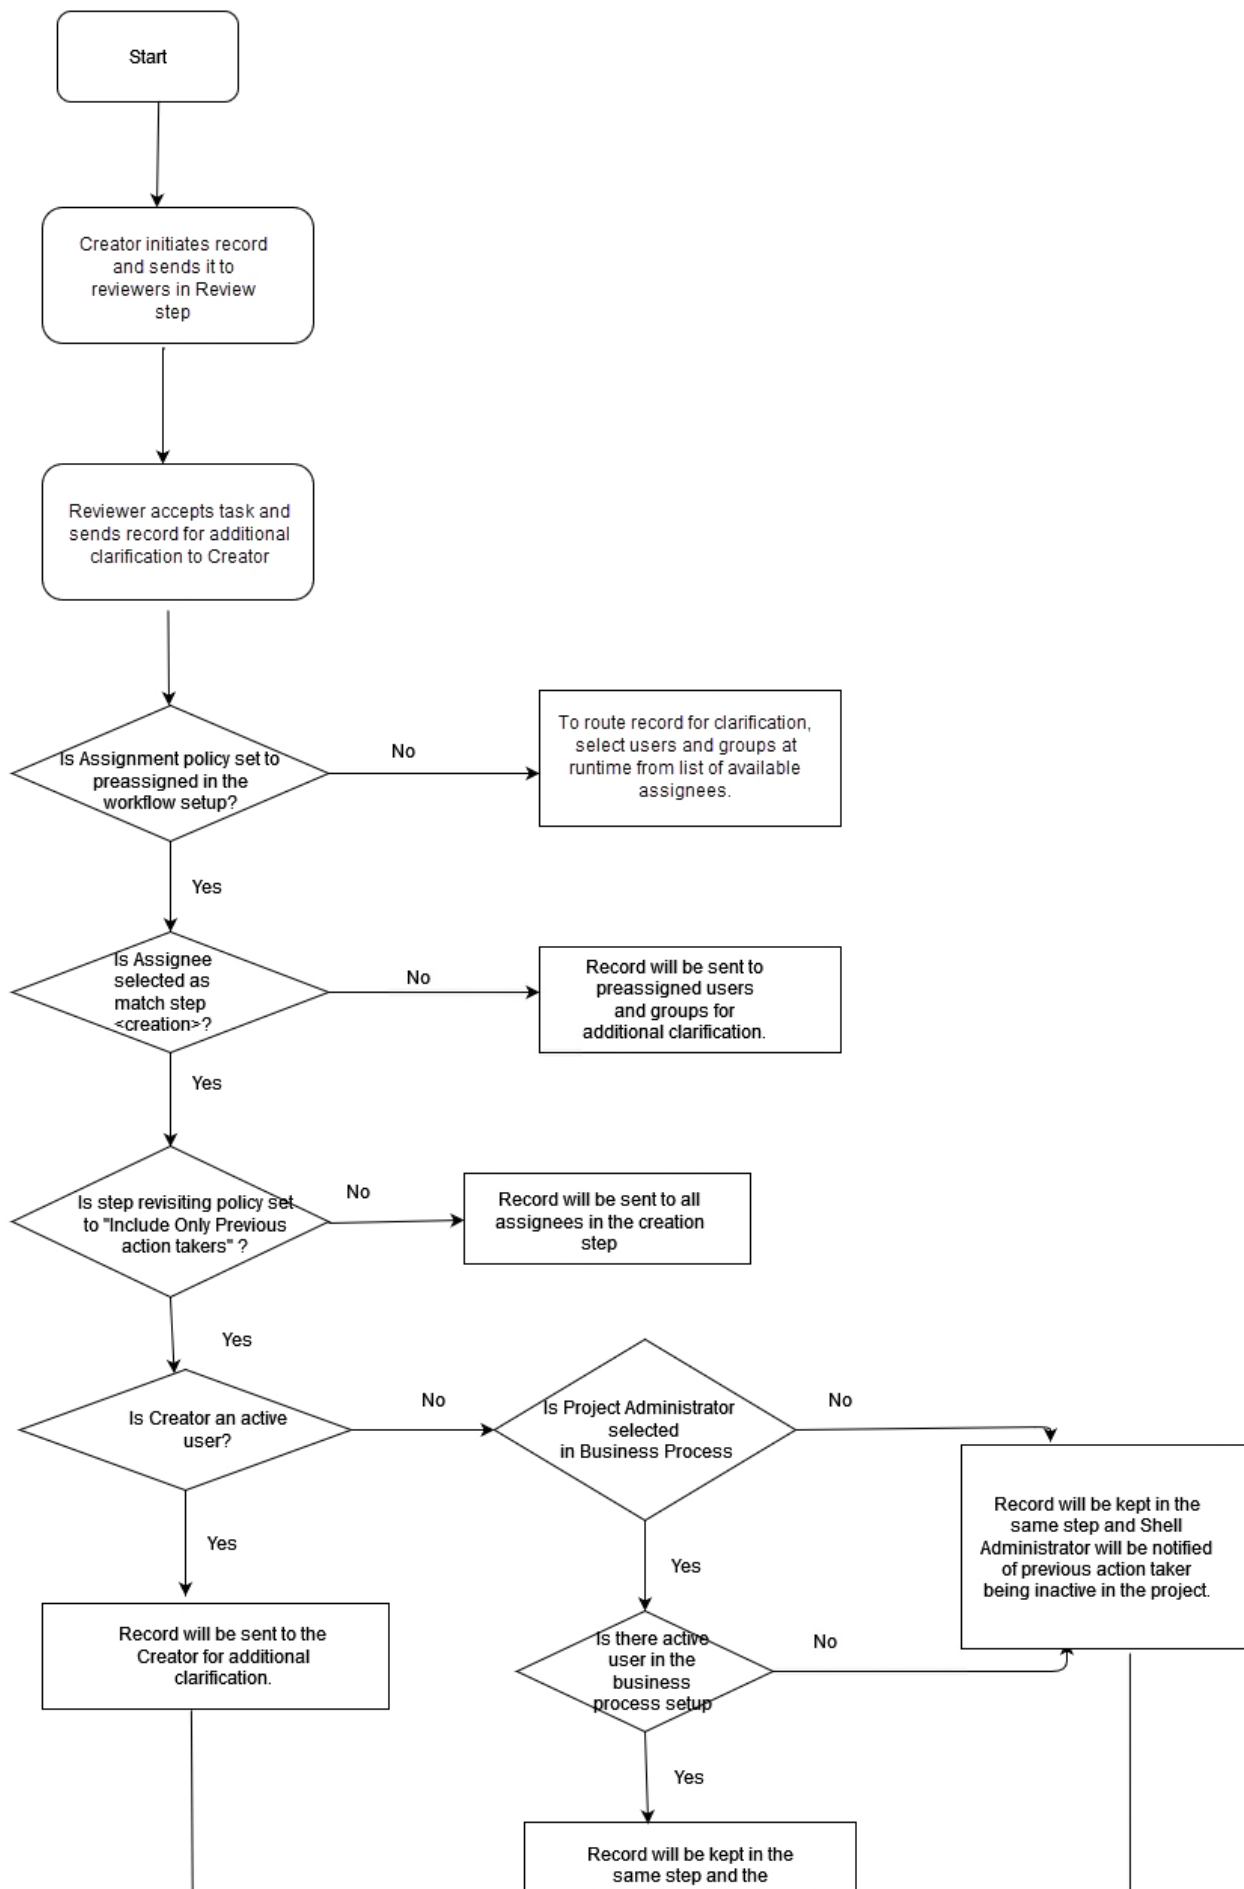 Start
Creator initiates record
and sends it to
reviewers in Review
step
Reviewer accepts task and
sends record for additional
clarification to Creator
Is Assignment policy set to
preassigned in the
workflow setup?
No
To route record for clarification,
select users and groups at
runtime from list of available
assignees.
Yes
Is Assignee
selected as
match step
<creation>?
No
Record will be sent to
preassigned users
and groups for
additional clarification.
Yes
Is step revisiting policy set
to "Include Only Previous
action takers" ?
No
Record will be sent to all
assignees in the creation
step
Yes
Is Creator an active
user?
No
Is Project Administrator
selected
in Business Process
No
Record will be kept in the
same step and Shell
Administrator will be notified
of previous action taker
being inactive in the project.
Yes
Record will be sent to the
Creator for additional
clarification.
Yes
Is there active
user in the
business
process setup
No
Yes
Record will be kept in the
same step and the